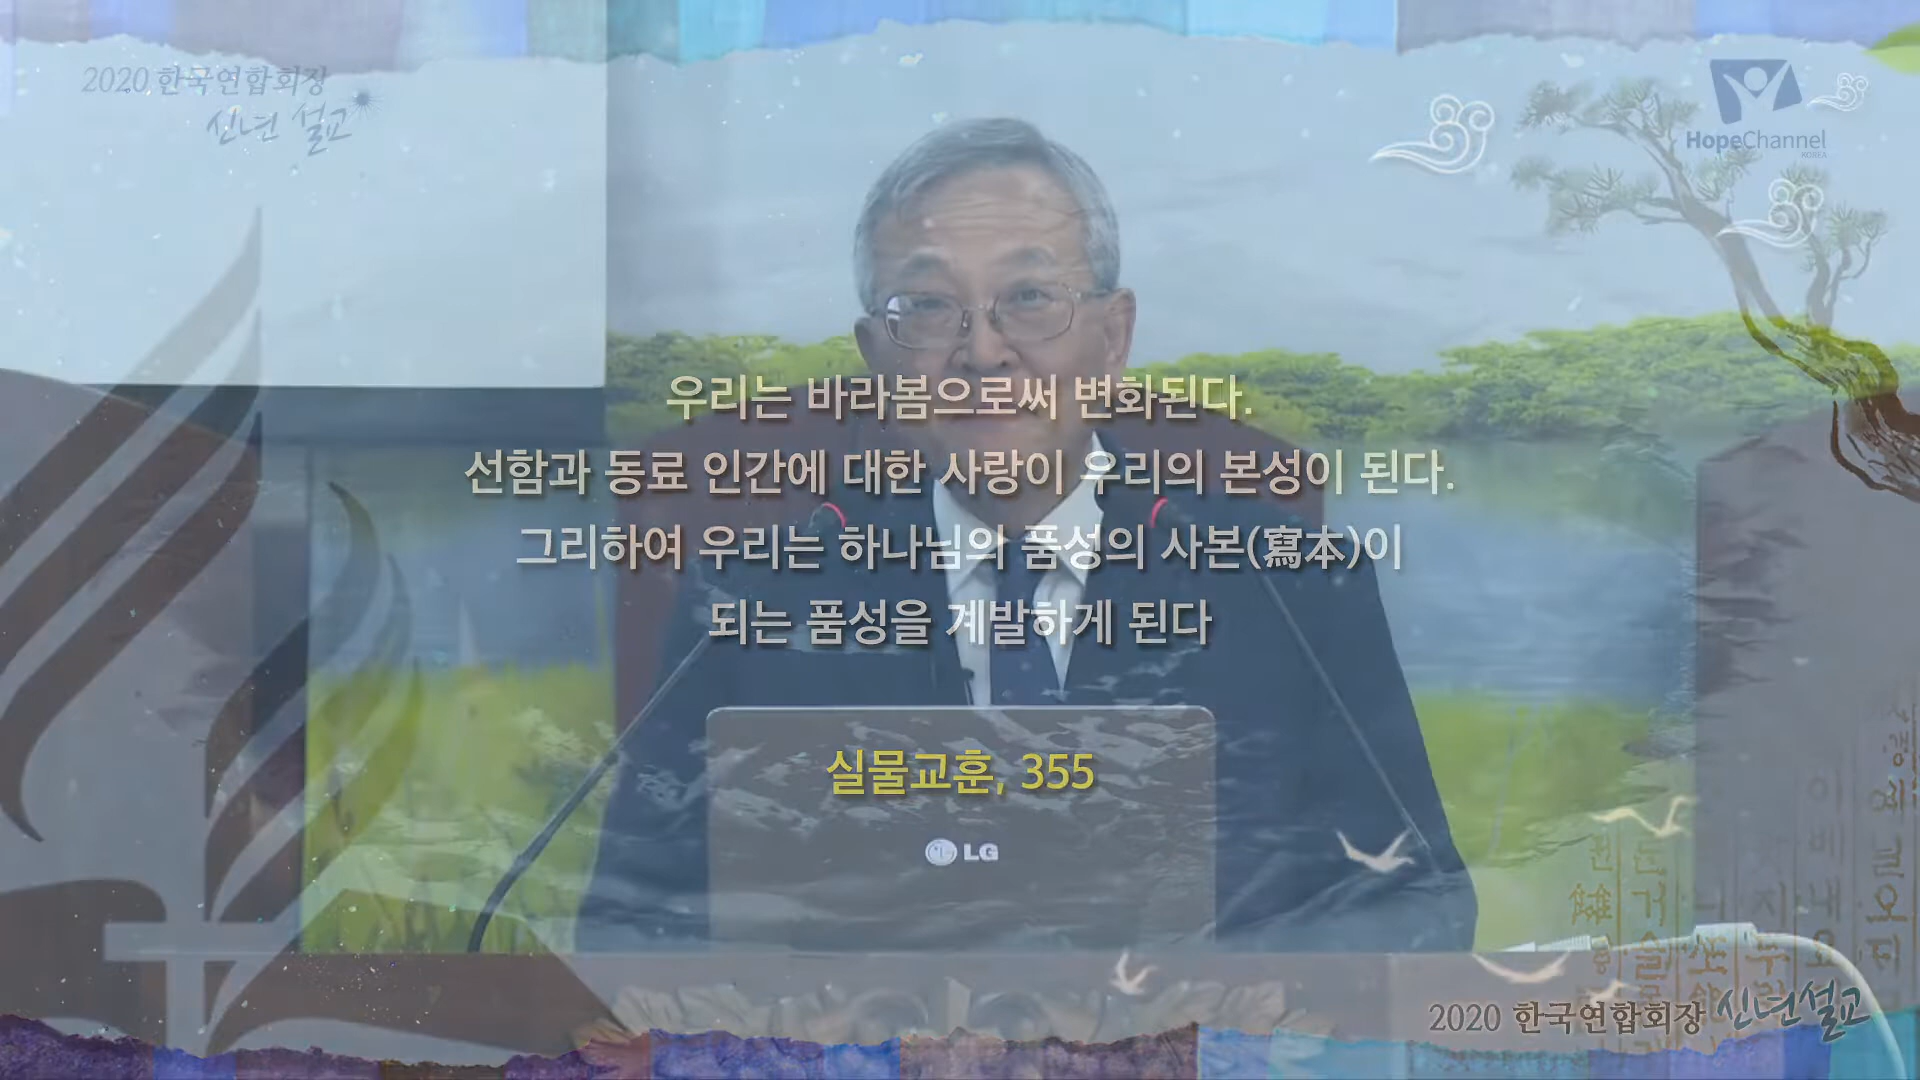 2020 한국연합회장
신년 설교
HopeChannel
KOREA
우리는 바라봄으로써 변화된다.
선함과 동료 인간에 대한 사랑이 우리의 본성이 된다.
그리하여 우리는 하나님의 품성의 사본(寫本)이
되는 품성을 계발하게 된다
실물교훈, 355
LG
2020 한국연합회장 신년설교